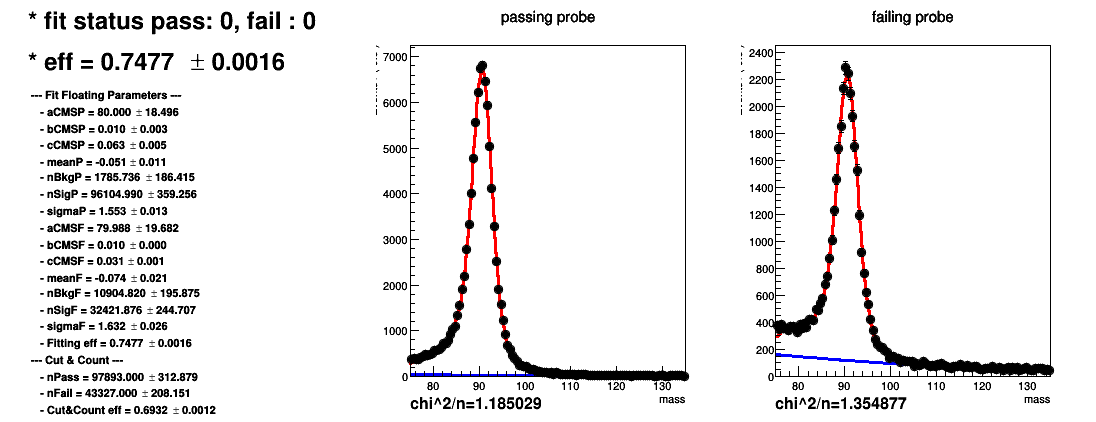 * fit status pass: 0, fail : 0
* eff = 0.7477 ± 0.0016
--- Fit Floating Parameters ---
- aCMSP = 80.000 ± 18.496
- bCMSP = 0.010 ± 0.003
- cCMSP = 0.063 ± 0.005
- meanP = -0.051 ± 0.011
- nBkgP = 1785.736 ± 186.415
- nSigP = 96104.990 ± 359.256
- sigmaP = 1.553 ± 0.013
- aCMSF = 79.988 ± 19.682
- bCMSF = 0.010 ± 0.000
- cCMSF = 0.031 ± 0.001
- meanF = -0.074 ± 0.021
- nBkgF = 10904.820 ± 195.875
- nSigF = 32421.876 ± 244.707
- sigmaF = 1.632 ± 0.026
- Fitting eff = 0.7477 ± 0.0016
--- Cut & Count ---
- nPass = 97893.000 ± 312.879
- nFail = 43327.000 ± 208.151
- Cut&Count eff = 0.6932 ± 0.0012
passing probe
7000
6000
5000
4000
3000
2000
1000
0
80 90 100 110 120 130
mass
chi^2/n=1.185029
failing probe
2400
2200
2000
1800
1600
1400
1200
1000
800
600
400
200
0
80 90 100 110 120 130
mass
chi^2/n=1.354877